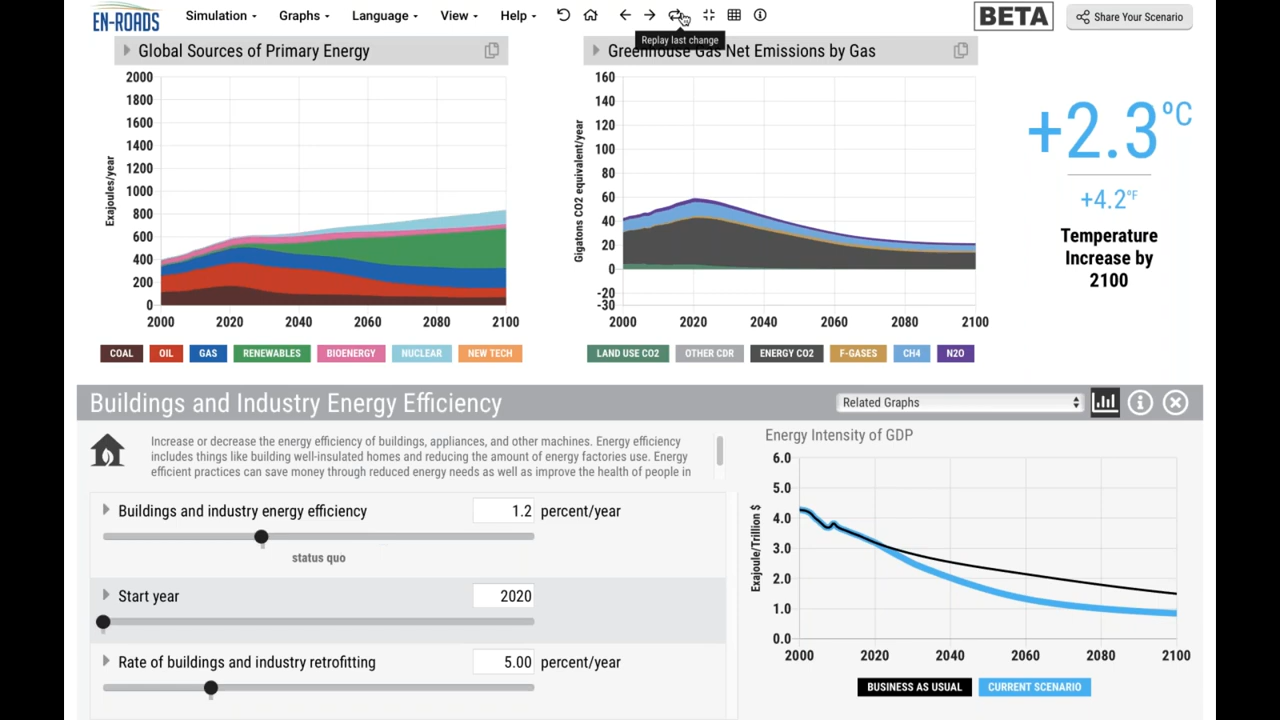 EN-ROADS
Simulation Graphs Language View Help
BETA
Share Your Scenario
Replay last change
Global Sources of Primary Energy
2000
1800
1600
1400
1200
1000
800
600
400
200
0
Exajoules/year
2000 2020 2040 2060 2080 2100
COAL OIL GAS RENEWABLES BIOENERGY NUCLEAR NEW TECH
Greenhouse Gas Net Emissions by Gas
160
140
120
100
80
60
40
20
0
-20
-30
Gigatons CO2 equivalent/year
2000 2020 2040 2060 2080 2100
LAND USE CO2 OTHER CDR ENERGY CO2 F-GASES CH4 N2O
+2.3ºC
+4.2°F
Temperature
Increase by
2100
Buildings and Industry Energy Efficiency
Related Graphs
Increase or decrease the energy efficiency of buildings, appliances, and other machines. Energy efficiency
includes things like building well-insulated homes and reducing the amount of energy factories use. Energy
efficient practices can save money through reduced energy needs as well as improve the health of people in
Buildings and industry energy efficiency 1.2 percent/year
status quo
Start year 2020
Rate of buildings and industry retrofitting 5.00 percent/year
Energy Intensity of GDP
6.0
5.0
4.0
3.0
2.0
1.0
0.0
Exajoule/Trillion $
2000 2020 2040 2060 2080 2100
BUSINESS AS USUAL CURRENT SCENARIO